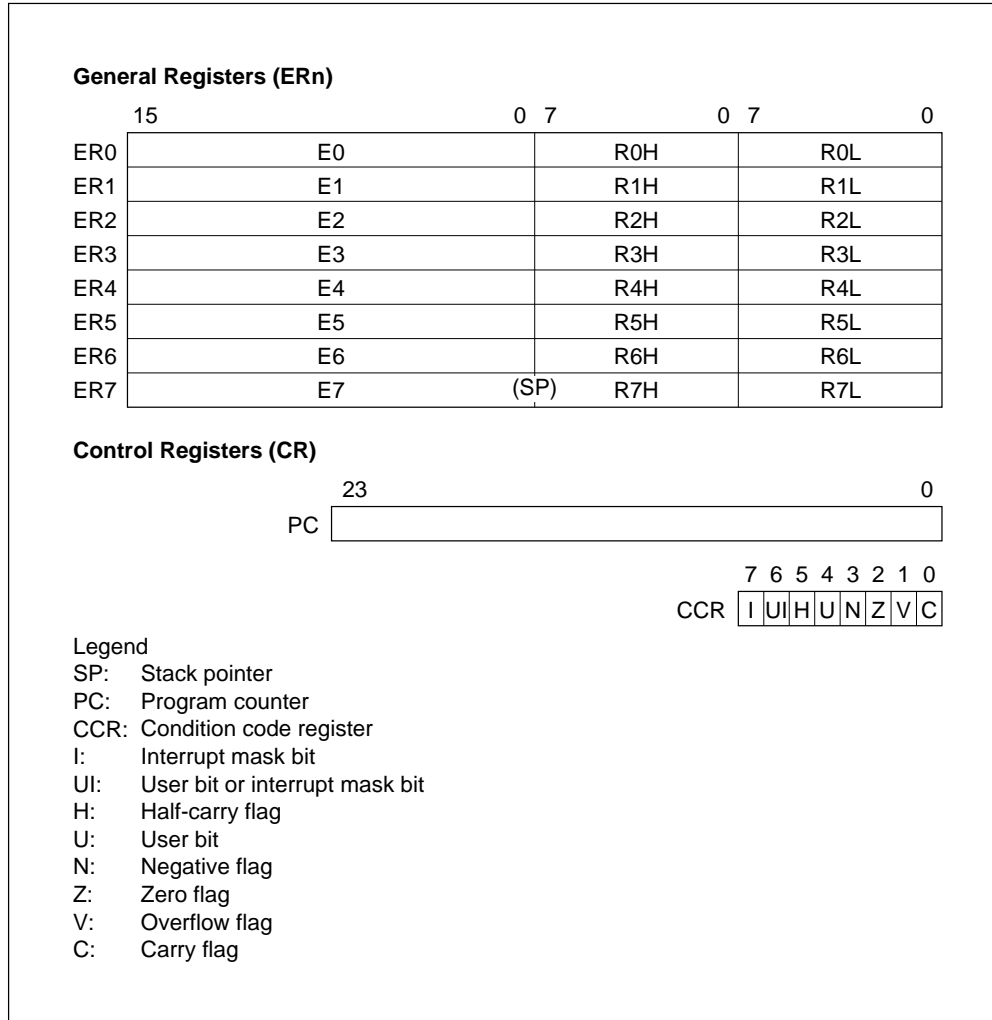 General Registers (ERn)
15 0 7 0 7 0
ER0 E0 R0H R0L
ER1 E1 R1H R1L
ER2 E2 R2H R2L
ER3 E3 R3H R3L
ER4 E4 R4H R4L
ER5 E5 R5H R5L
ER6 E6 R6H R6L
ER7 E7 (SP) R7H R7L
Control Registers (CR)
23 0
PC
7 6 5 4 3 2 1 0
CCR I UI H U N Z V C
Legend
SP: Stack pointer
PC: Program counter
CCR: Condition code register
I: Interrupt mask bit
UI: User bit or interrupt mask bit
H: Half-carry flag
U: User bit
N: Negative flag
Z: Zero flag
V: Overflow flag
C: Carry flag